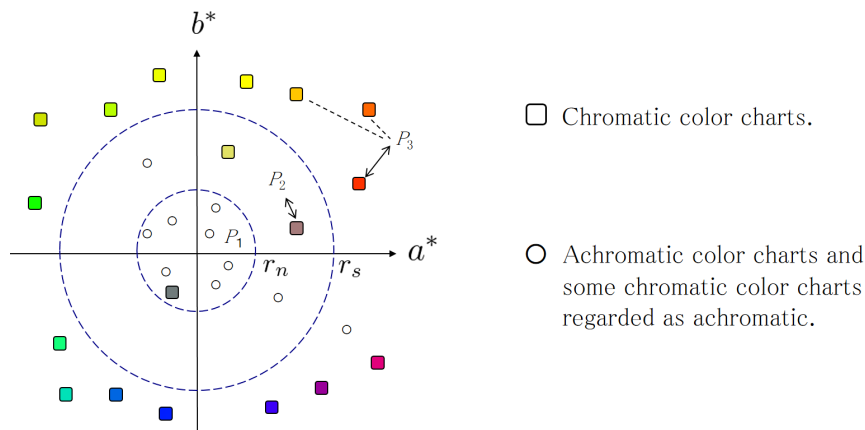 b*
Chromatic color charts.
P3
P2
P1
a*
rn
rs
Achromatic color charts and
some chromatic color charts
regarded as achromatic.